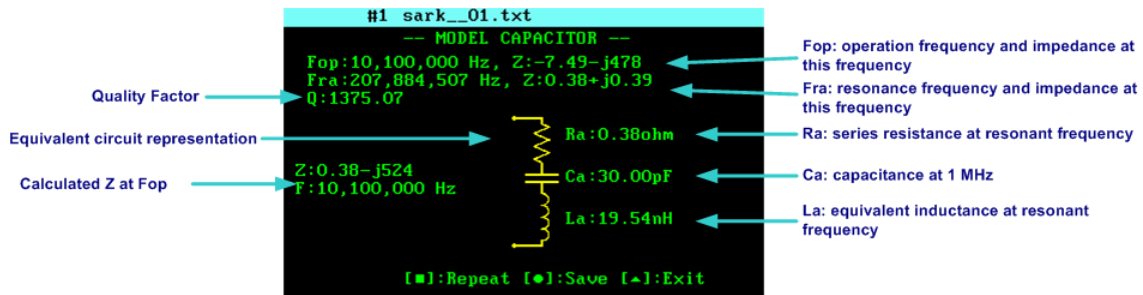 #1 sark__01.txt
-- MODEL CAPACITOR --
Fop:10,100,000 Hz, Z:-7.49-j478
Fra:207,884,507 Hz, Z:0.38+j0.39
Q:1375.07
Ra:0.38ohm
Z:0.38-j524
F:10,100,000 Hz
Ca:30.00pF
La:19.54nH
[■]:Repeat [●]:Save [▲]:Exit
Quality Factor
Equivalent circuit representation
Calculated Z at Fop
Fop: operation frequency and impedance at
this frequency
Fra: resonance frequency and impedance at
this frequency
Ra: series resistance at resonant frequency
Ca: capacitance at 1 MHz
La: equivalent inductance at resonant
frequency